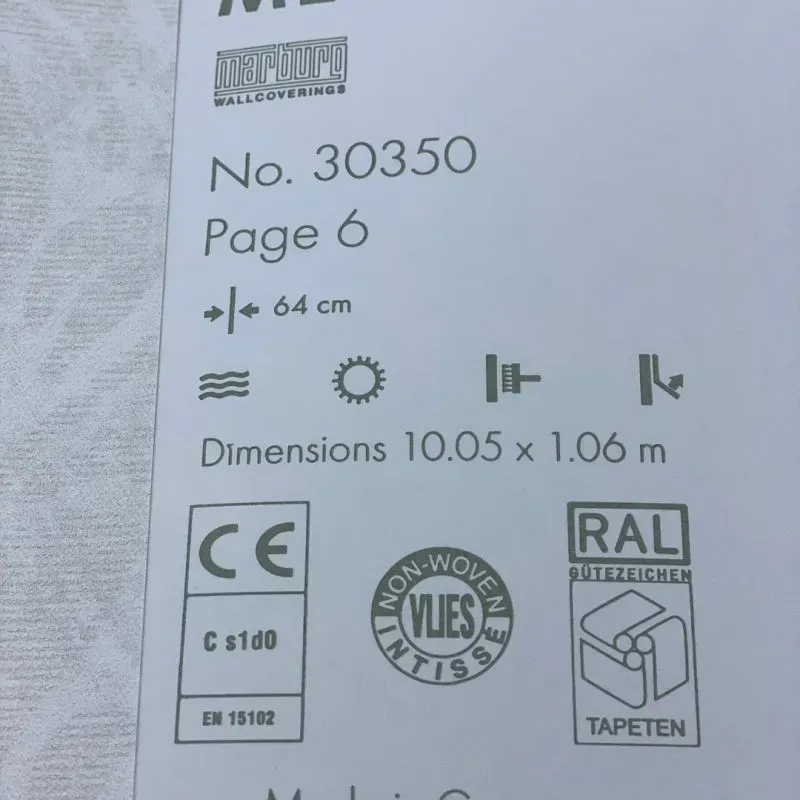 marburg
WALLCOVERINGS
No. 30350
Page 6
64 cm
Dimensions 10.05 x 1.06 m
CE
C s1d0
EN 15102
NON-WOVEN
VLIES
INTISSÉ
RAL
GÜTEZEICHEN
TAPETEN